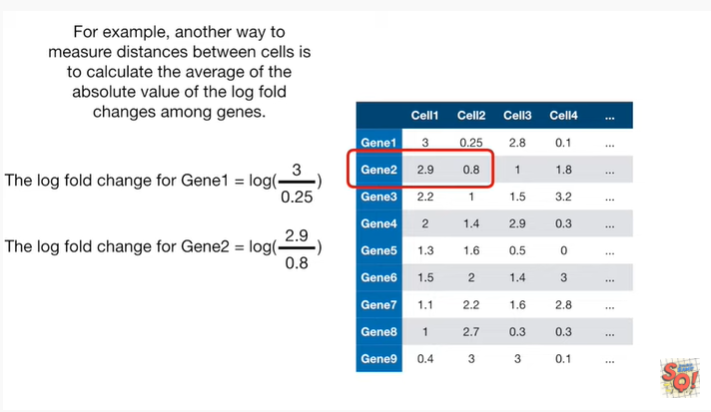 For example, another way to
measure distances between cells is
to calculate the average of the
absolute value of the log fold
changes among genes.
The log fold change for Gene1 = log(3/0.25)
The log fold change for Gene2 = log(2.9/0.8)
Cell1 Cell2 Cell3 Cell4 ...
Gene1 3 0.25 2.8 0.1 ...
Gene2 2.9 0.8 1 1.8 ...
Gene3 2.2 1 1.5 3.2 ...
Gene4 2 1.4 2.9 0.3 ...
Gene5 1.3 1.6 0.5 0 ...
Gene6 1.5 2 1.4 3 ...
Gene7 1.1 2.2 1.6 2.8 ...
Gene8 1 2.7 0.3 0.3 ...
Gene9 0.4 3 3 0.1 ...
SQ!